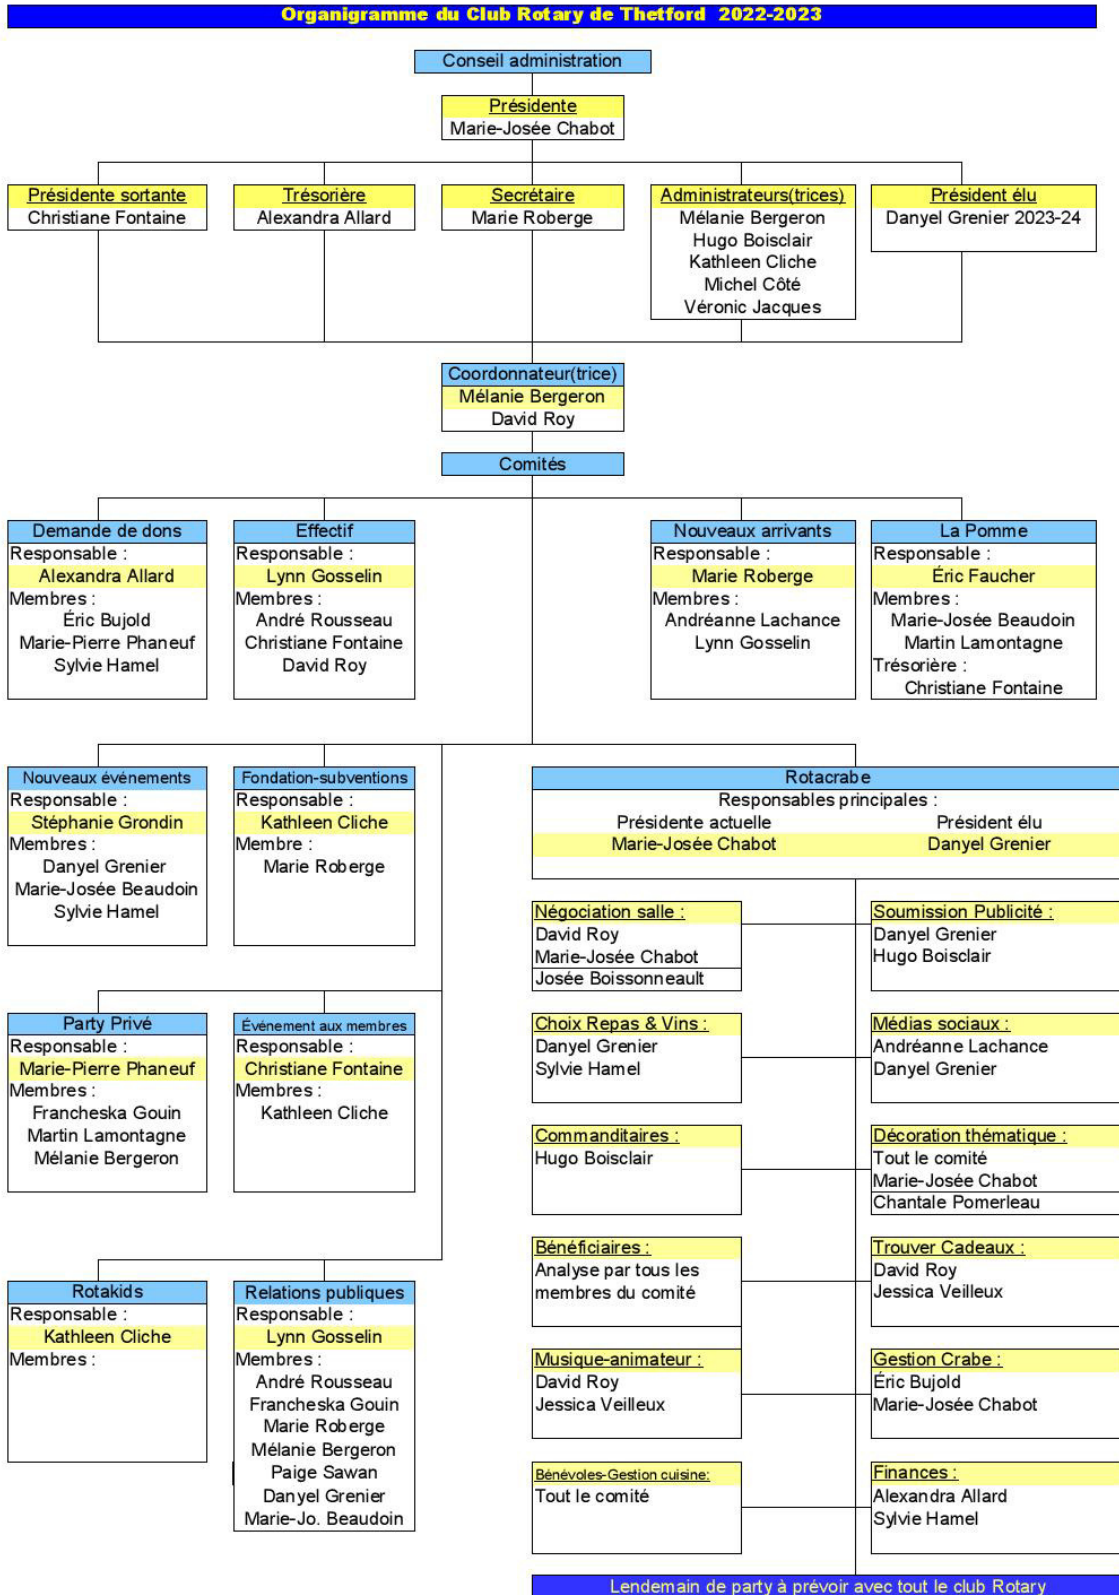 Organigramme du Club Rotary de Thetford 2022-2023
Conseil administration
Présidente
Marie-Josée Chabot
Présidente sortante
Christiane Fontaine
Trésorière
Alexandra Allard
Secrétaire
Marie Roberge
Administrateurs(trices)
Mélanie Bergeron
Hugo Boisclair
Kathleen Cliche
Michel Côté
Véronic Jacques
Président élu
Danyel Grenier 2023-24
Coordonnateur(trice)
Mélanie Bergeron
David Roy
Comités
Demande de dons
Responsable :
Alexandra Allard
Membres :
Éric Bujold
Marie-Pierre Phaneuf
Sylvie Hamel
Effectif
Responsable :
Lynn Gosselin
Membres :
André Rousseau
Christiane Fontaine
David Roy
Nouveaux arrivants
Responsable :
Marie Roberge
Membres :
Andréanne Lachance
Lynn Gosselin
La Pomme
Responsable :
Éric Faucher
Membres :
Marie-Josée Beaudoin
Martin Lamontagne
Trésorière :
Christiane Fontaine
Nouveaux événements
Responsable :
Stéphanie Grondin
Membres :
Danyel Grenier
Marie-Josée Beaudoin
Sylvie Hamel
Fondation-subventions
Responsable :
Kathleen Cliche
Membre :
Marie Roberge
Party Privé
Responsable :
Marie-Pierre Phaneuf
Membres :
Francheska Gouin
Martin Lamontagne
Mélanie Bergeron
Événement aux membres
Responsable :
Christiane Fontaine
Membres :
Kathleen Cliche
Rotakids
Responsable :
Kathleen Cliche
Membres :
Relations publiques
Responsable :
Lynn Gosselin
Membres :
André Rousseau
Francheska Gouin
Marie Roberge
Mélanie Bergeron
Paige Sawan
Danyel Grenier
Marie-Jo. Beaudoin
Rotacrabe
Responsables principales :
Présidente actuelle Président élu
Marie-Josée Chabot Danyel Grenier
Négociation salle :
David Roy
Marie-Josée Chabot
Josée Boissonneault
Soumission Publicité :
Danyel Grenier
Hugo Boisclair
Choix Repas & Vins :
Danyel Grenier
Sylvie Hamel
Médias sociaux :
Andréanne Lachance
Danyel Grenier
Commanditaires :
Hugo Boisclair
Décoration thématique :
Tout le comité
Marie-Josée Chabot
Chantale Pomerleau
Bénéficiaires :
Analyse par tous les
membres du comité
Trouver Cadeaux :
David Roy
Jessica Veilleux
Musique-animateur :
David Roy
Jessica Veilleux
Gestion Crabe :
Éric Bujold
Marie-Josée Chabot
Bénévoles-Gestion cuisine:
Tout le comité
Finances :
Alexandra Allard
Sylvie Hamel
Lendemain de party à prévoir avec tout le club Rotary